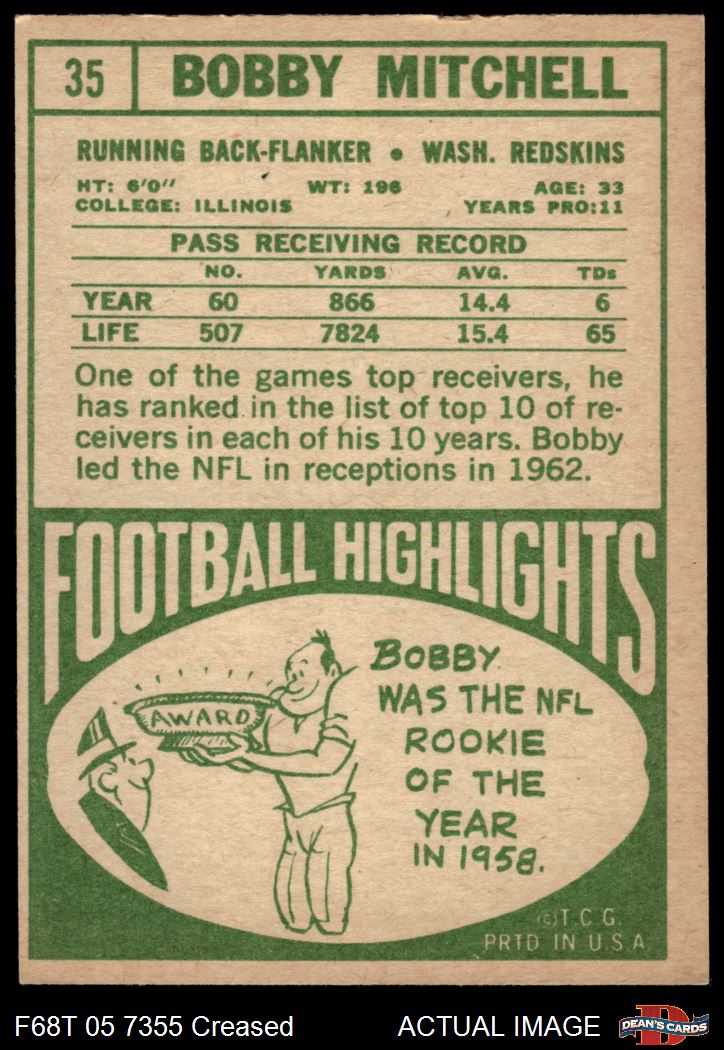 35 BOBBY MITCHELL
RUNNING BACK-FLANKER • WASH. REDSKINS
HT: 6'0" WT: 196 AGE: 33
COLLEGE: ILLINOIS YEARS PRO:11
PASS RECEIVING RECORD
NO. YARDS AVG. TDs
YEAR 60 866 14.4 6
LIFE 507 7824 15.4 65
One of the games top receivers, he
has ranked in the list of top 10 of re-
ceivers in each of his 10 years. Bobby
led the NFL in receptions in 1962.
FOOTBALL HIGHLIGHTS
AWARD
BOBBY
WAS THE NFL
ROOKIE
OF THE
YEAR
IN 1958.
©T.C.G.
PRTD IN U.S.A
F68T 05 7355 Creased ACTUAL IMAGE
D
DEAN'S CARDS